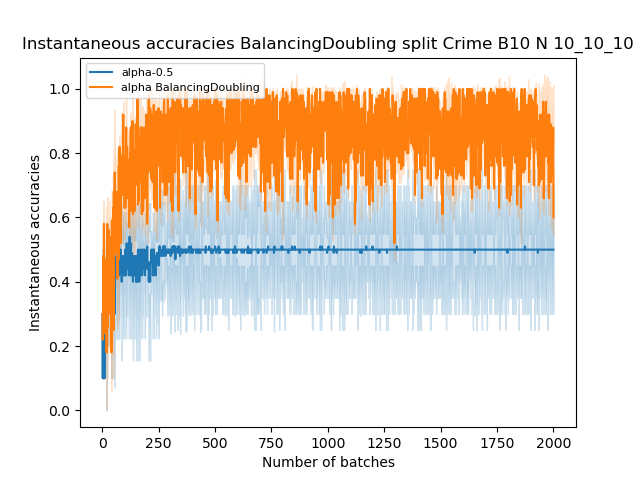 Instantaneous accuracies BalancingDoubling split Crime B10 N 10_10_10
alpha-0.5
alpha BalancingDoubling
Instantaneous accuracies
1.0
0.8
0.6
0.4
0.2
0.0
0 250 500 750 1000 1250 1500 1750 2000
Number of batches